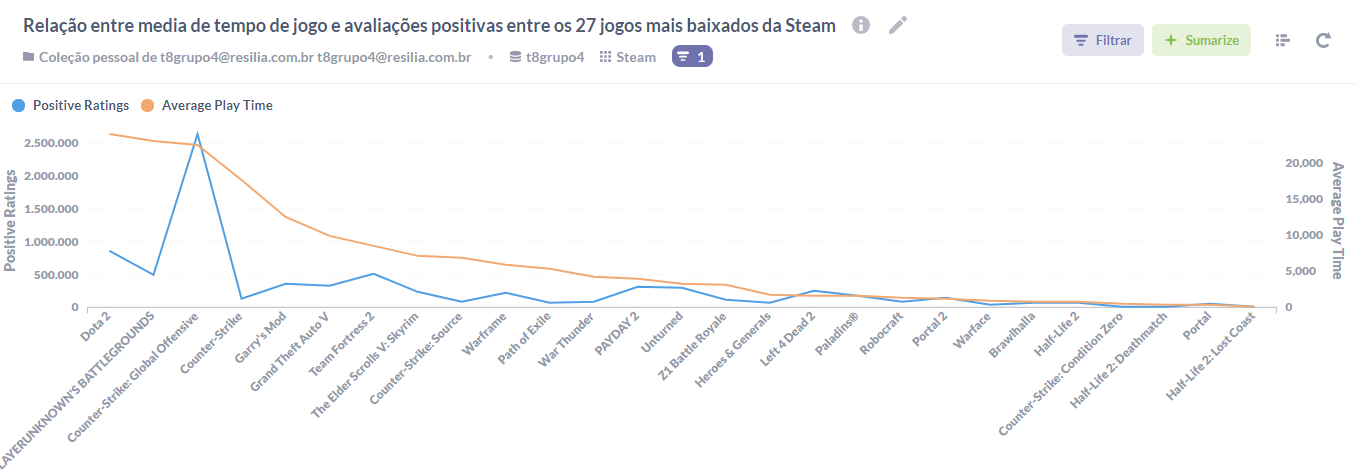 Relação entre media de tempo de jogo e avaliações positivas entre os 27 jogos mais baixados da Steam
Coleção pessoal de t8grupo4@resilia.com.br t8grupo4@resilia.com.br • t8grupo4 Steam 1
Filtrar
Sumarize
Positive Ratings Average Play Time
2.500.000
2.000.000
1.500.000
1.000.000
500.000
0
Positive Ratings
20,000
15,000
10,000
5,000
0
Average Play Time
Dota 2
LAYERUNKNOWN'S BATTLEGROUNDS
Counter-Strike: Global Offensive
Counter-Strike
Garry's Mod
Grand Theft Auto V
Team Fortress 2
The Elder Scrolls V: Skyrim
Counter-Strike: Source
Warframe
Path of Exile
War Thunder
PAYDAY 2
Unturned
Z1 Battle Royale
Heroes & Generals
Left 4 Dead 2
Paladins®
Robocraft
Portal 2
Warface
Brawlhalla
Half-Life 2
Counter-Strike: Condition Zero
Half-Life 2: Deathmatch
Portal
Half-Life 2: Lost Coast